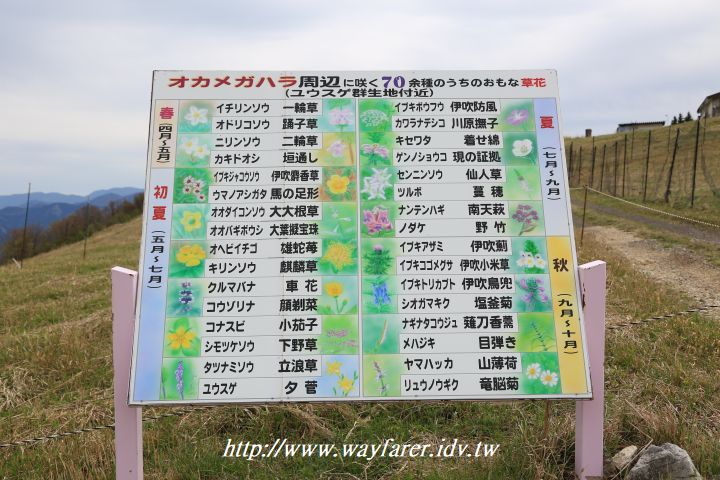 オカメガハラ周辺に咲く70余種のうちのおもな草花
(ユウスゲ群生地付近)
春(四月～五月)
イチリンソウ 一輪草
オドリコソウ 踊子草
ニリンソウ 二輪草
カキドオシ 垣通し
初夏(五月～七月)
イブキジャコウソウ 伊吹麝香草
ウマノアシガタ 馬の足形
オオダイコンソウ 大大根草
オオバギボウシ 大葉擬宝珠
オヘビイチゴ 雄蛇苺
キリンソウ 麒麟草
クルマバナ 車花
コウゾリナ 顔剃菜
コナスビ 小茄子
シモツケソウ 下野草
タツナミソウ 立浪草
ユウスゲ 夕菅
夏(七月～九月)
イブキボウフウ 伊吹防風
カワラナデシコ 川原撫子
キセワタ 着せ綿
ゲンノショウコ 現の証拠
センニンソウ 仙人草
ツルボ 蔓穂
ナンテンハギ 南天萩
ノダケ 野竹
秋(九月～十月)
イブキアザミ 伊吹薊
イブキコゴメグサ 伊吹小米草
イブキトリカブト 伊吹鳥兜
シオガマギク 塩釜菊
ナギナタコウジュ 薙刀香薷
メハジキ 目弾き
ヤマハッカ 山薄荷
リュウノウギク 竜脳菊
http://www.wayfarer.idv.tw